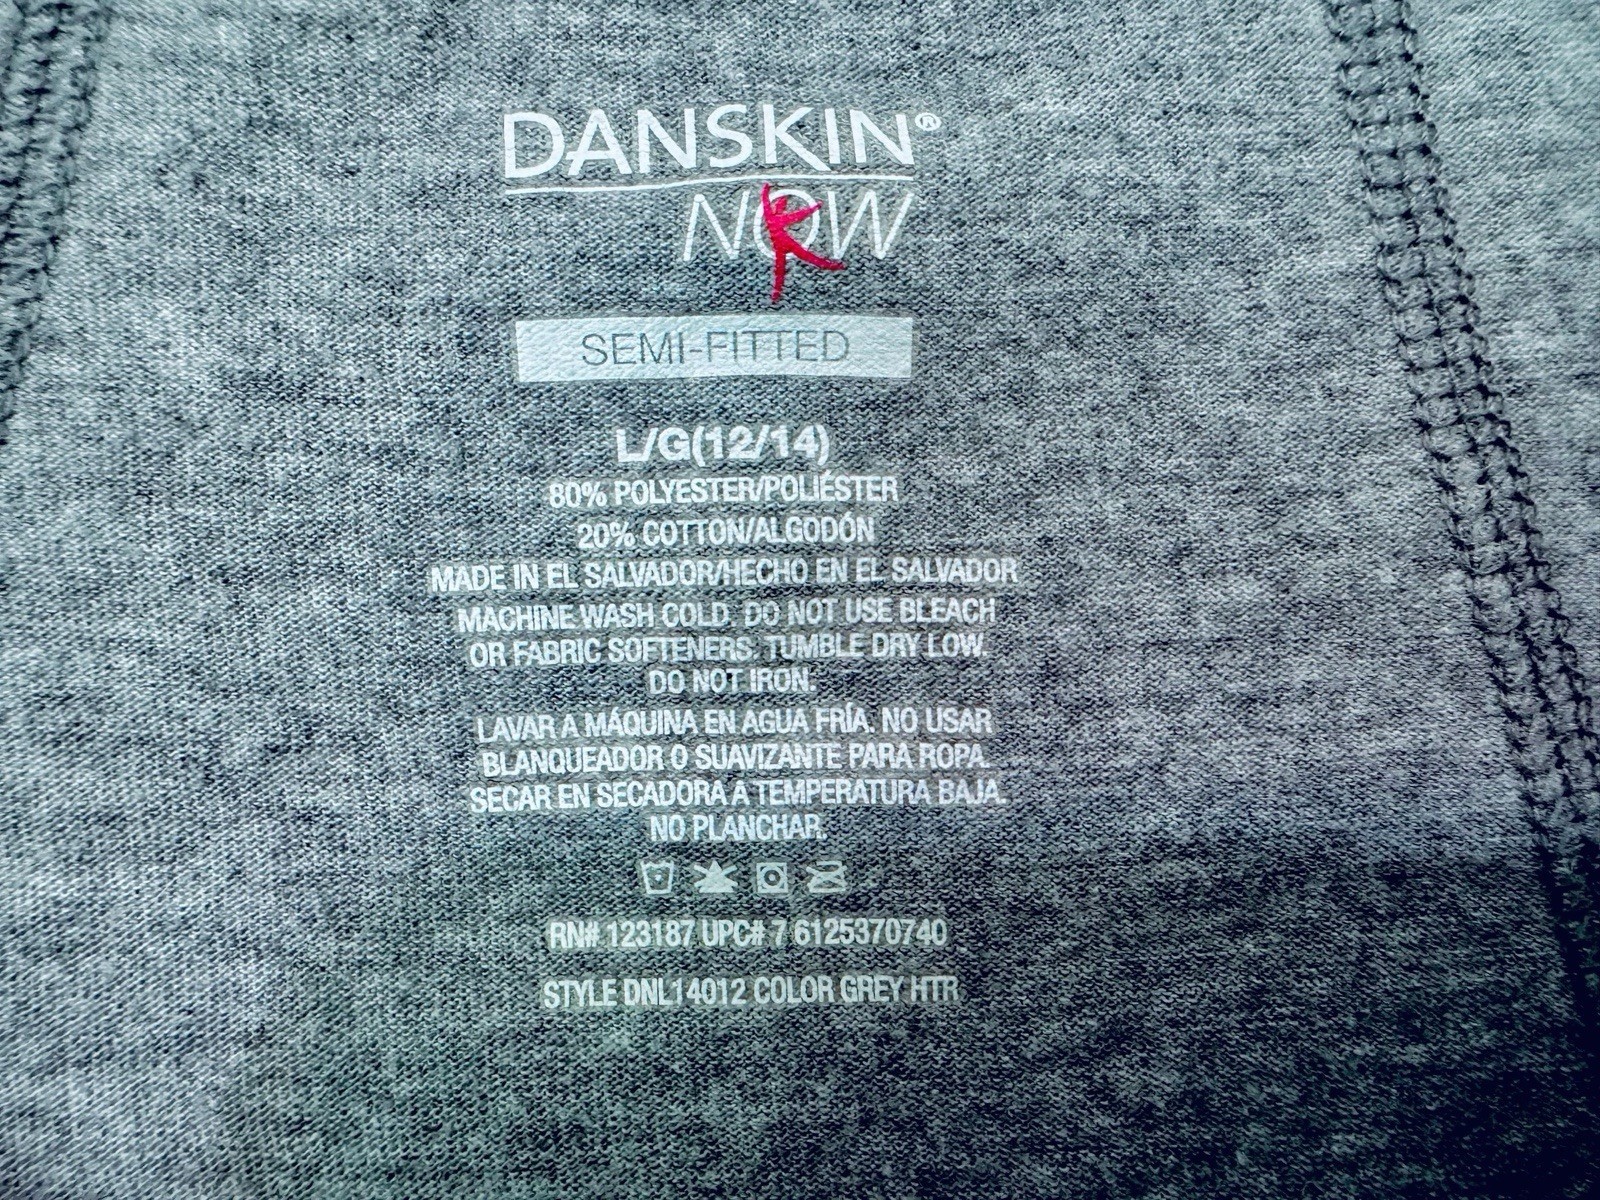 DANSKIN®
NOW
SEMI-FITTED
L/G(12/14)
80% POLYESTER/POLIÉSTER
20% COTTON/ALGODÓN
MADE IN EL SALVADOR/HECHO EN EL SALVADOR
MACHINE WASH COLD. DO NOT USE BLEACH
OR FABRIC SOFTENERS. TUMBLE DRY LOW.
DO NOT IRON.
LAVAR A MÁQUINA EN AGUA FRÍA. NO USAR
BLANQUEADOR O SUAVIZANTE PARA ROPA.
SECAR EN SECADORA A TEMPERATURA BAJA.
NO PLANCHAR.
RN# 123187 UPC# 7 6125370740
STYLE DNL14012 COLOR GREY HTR